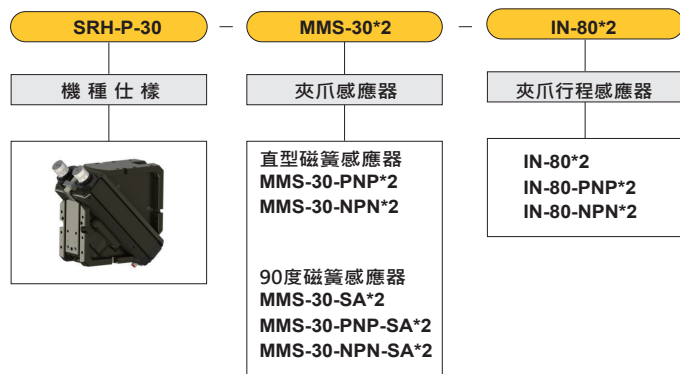 SRH-P-30 – MMS-30*2 – IN-80*2
機種仕樣
夾爪感應器
夾爪行程感應器
直型磁簧感應器
MMS-30-PNP*2
MMS-30-NPN*2
90度磁簧感應器
MMS-30-SA*2
MMS-30-PNP-SA*2
MMS-30-NPN-SA*2
IN-80*2
IN-80-PNP*2
IN-80-NPN*2